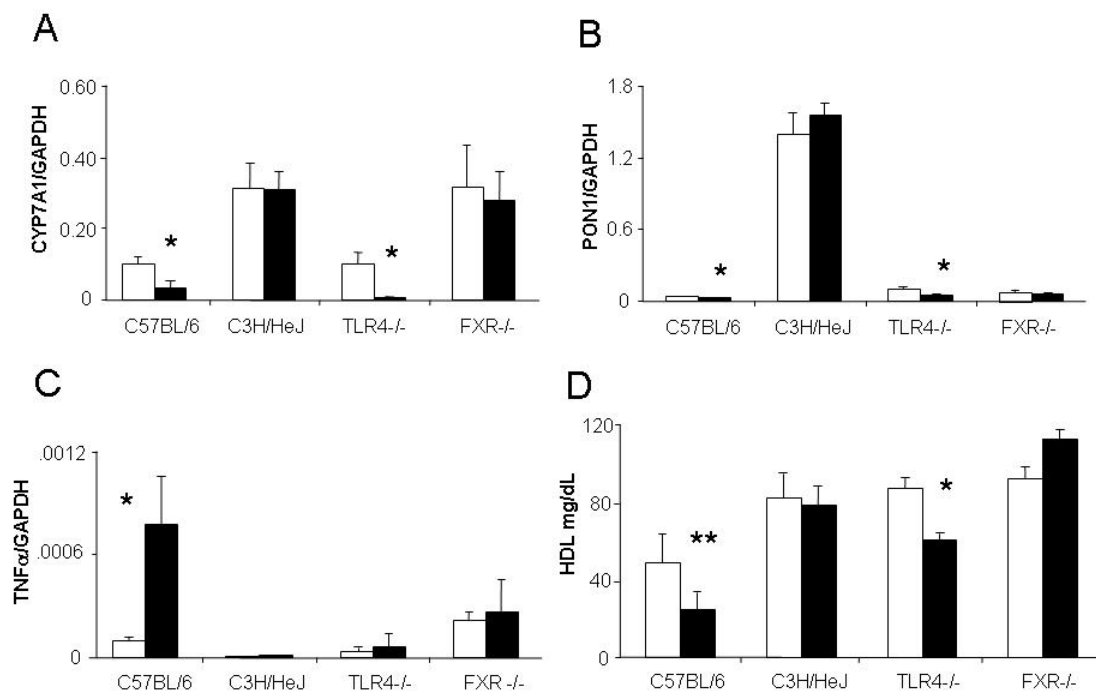 A
CYP7A1/GAPDH
0.60
0.40
0.20
0
*
*
C57BL/6
C3H/HeJ
TLR4-/-
FXR-/-
B
PON1/GAPDH
1.8
1.2
0.6
0
*
*
C57BL/6
C3H/HeJ
TLR4-/-
FXR-/-
C
TNFα/GAPDH
.0012
.0006
0
*
C57BL/6
C3H/HeJ
TLR4-/-
FXR -/-
D
HDL mg/dL
120
80
40
0
**
*
C57BL/6
C3H/HeJ
TLR4-/-
FXR-/-